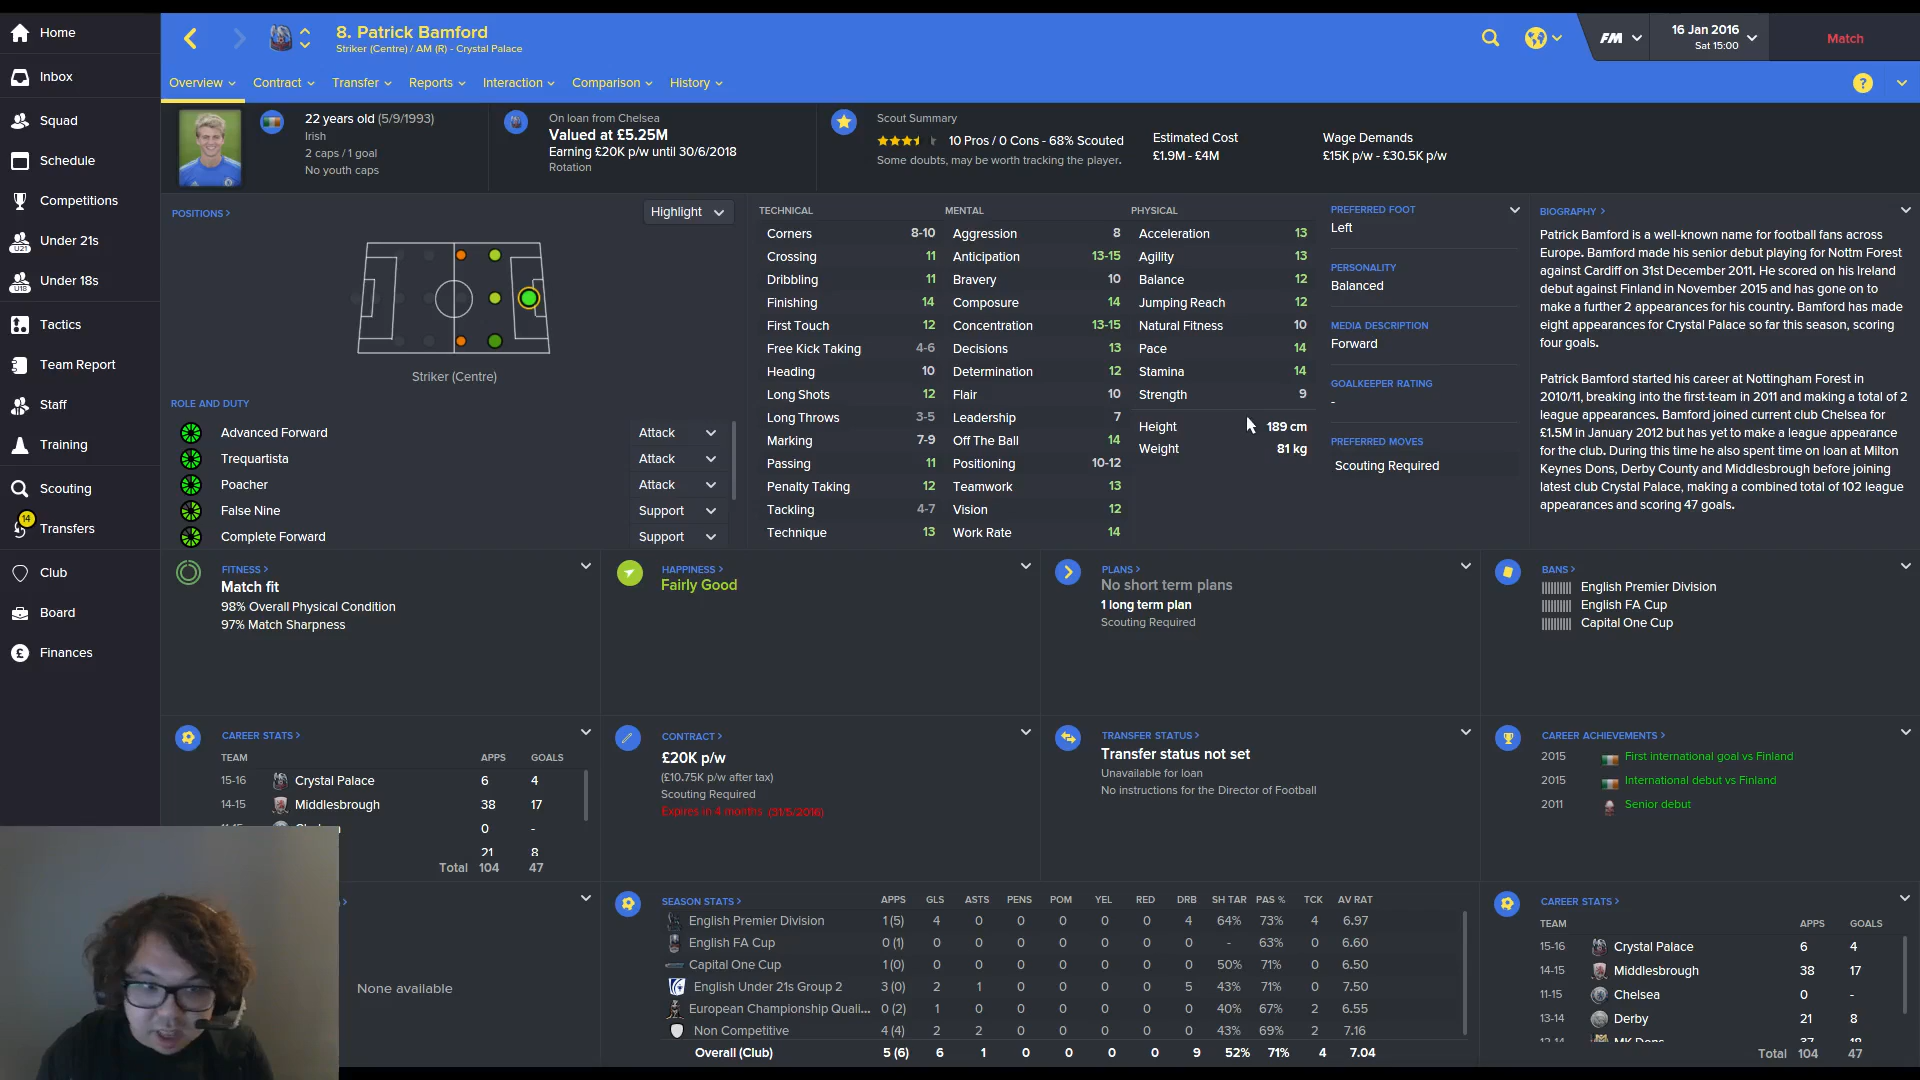 Home
Inbox
Squad
Schedule
Competitions
U21 Under 21s
U18 Under 18s
Tactics
Team Report
Staff
Training
Scouting
14 Transfers
Club
Board
Finances
8. Patrick Bamford
Striker (Centre) / AM (R) - Crystal Palace
FM
16 Jan 2016
Sat 15:00
Match
Overview Contract Transfer Reports Interaction Comparison History
?
22 years old (5/9/1993)
Irish
2 caps / 1 goal
No youth caps
On loan from Chelsea
Valued at £5.25M
Earning £20K p/w until 30/6/2018
Rotation
Scout Summary
10 Pros / 0 Cons - 68% Scouted
Some doubts, may be worth tracking the player.
Estimated Cost
£1.9M - £4M
Wage Demands
£15K p/w - £30.5K p/w
POSITIONS >
Highlight
Striker (Centre)
ROLE AND DUTY
Advanced Forward Attack
Trequartista Attack
Poacher Attack
False Nine Support
Complete Forward Support
TECHNICAL
Corners 8-10
Crossing 11
Dribbling 11
Finishing 14
First Touch 12
Free Kick Taking 4-6
Heading 10
Long Shots 12
Long Throws 3-5
Marking 7-9
Passing 11
Penalty Taking 12
Tackling 4-7
Technique 13
MENTAL
Aggression 8
Anticipation 13-15
Bravery 10
Composure 14
Concentration 13-15
Decisions 13
Determination 12
Flair 10
Leadership 7
Off The Ball 14
Positioning 10-12
Teamwork 13
Vision 12
Work Rate 14
PHYSICAL
Acceleration 13
Agility 13
Balance 12
Jumping Reach 12
Natural Fitness 10
Pace 14
Stamina 14
Strength 9
Height 189 cm
Weight 81 kg
PREFERRED FOOT
Left
PERSONALITY
Balanced
MEDIA DESCRIPTION
Forward
GOALKEEPER RATING
-
PREFERRED MOVES
Scouting Required
BIOGRAPHY >
Patrick Bamford is a well-known name for football fans across
Europe. Bamford made his senior debut playing for Nottm Forest
against Cardiff on 31st December 2011. He scored on his Ireland
debut against Finland in November 2015 and has gone on to
make a further 2 appearances for his country. Bamford has made
eight appearances for Crystal Palace so far this season, scoring
four goals.
Patrick Bamford started his career at Nottingham Forest in
2010/11, breaking into the first-team in 2011 and making a total of 2
league appearances. Bamford joined current club Chelsea for
£1.5M in January 2012 but has yet to make a league appearance
for the club. During this time he also spent time on loan at Milton
Keynes Dons, Derby County and Middlesbrough before joining
latest club Crystal Palace, making a combined total of 102 league
appearances and scoring 47 goals.
FITNESS >
Match fit
98% Overall Physical Condition
97% Match Sharpness
HAPPINESS >
Fairly Good
PLANS >
No short term plans
1 long term plan
Scouting Required
BANS >
English Premier Division
English FA Cup
Capital One Cup
CAREER STATS >
TEAM APPS GOALS
15-16 Crystal Palace 6 4
14-15 Middlesbrough 38 17
0 -
21 8
Total 104 47
CONTRACT >
£20K p/w
(£10.75K p/w after tax)
Scouting Required
Expires in 4 months (31/5/2016)
TRANSFER STATUS >
Transfer status not set
Unavailable for loan
No instructions for the Director of Football
CAREER ACHIEVEMENTS >
2015 First international goal vs Finland
2015 International debut vs Finland
2011 Senior debut
>
None available
SEASON STATS > APPS GLS ASTS PENS POM YEL RED DRB SH TAR PAS % TCK AV RAT
English Premier Division 1 (5) 4 0 0 0 0 0 4 64% 73% 4 6.97
English FA Cup 0 (1) 0 0 0 0 0 0 0 - 63% 0 6.60
Capital One Cup 1 (0) 0 0 0 0 0 0 0 50% 71% 0 6.50
English Under 21s Group 2 3 (0) 2 1 0 0 0 0 5 43% 71% 0 7.50
European Championship Quali... 0 (2) 1 0 0 0 0 0 0 40% 67% 2 6.55
Non Competitive 4 (4) 2 2 0 0 0 0 0 43% 69% 2 7.16
Overall (Club) 5 (6) 6 1 0 0 0 0 9 52% 71% 4 7.04
CAREER STATS >
TEAM APPS GOALS
15-16 Crystal Palace 6 4
14-15 Middlesbrough 38 17
11-15 Chelsea 0 -
13-14 Derby 21 8
MK Dons
Total 104 47